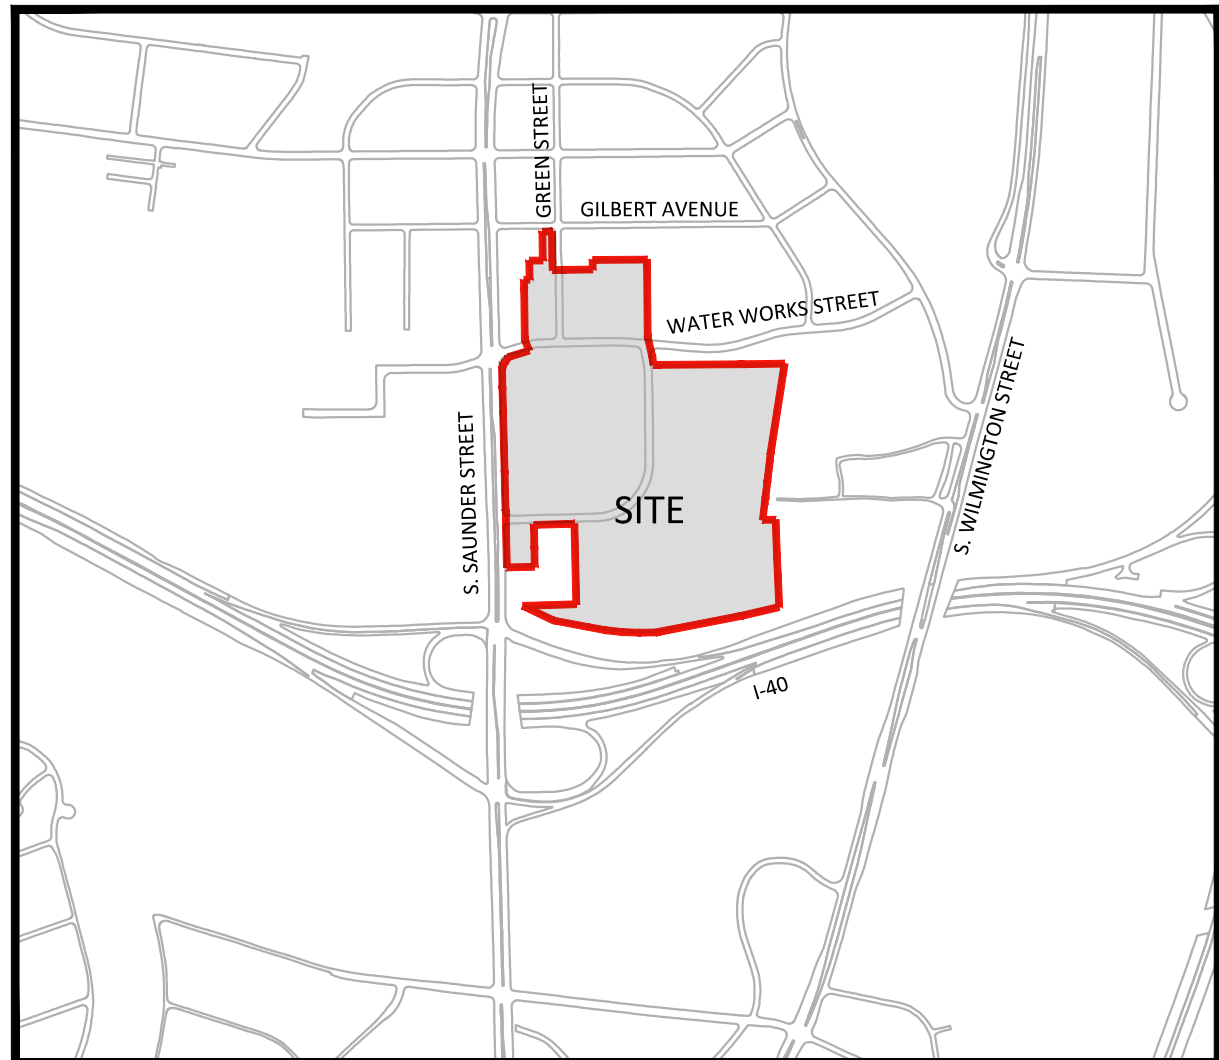 GREEN STREET
GILBERT AVENUE
WATER WORKS STREET
S. SAUNDER STREET
S. WILMINGTON STREET
SITE
I-40